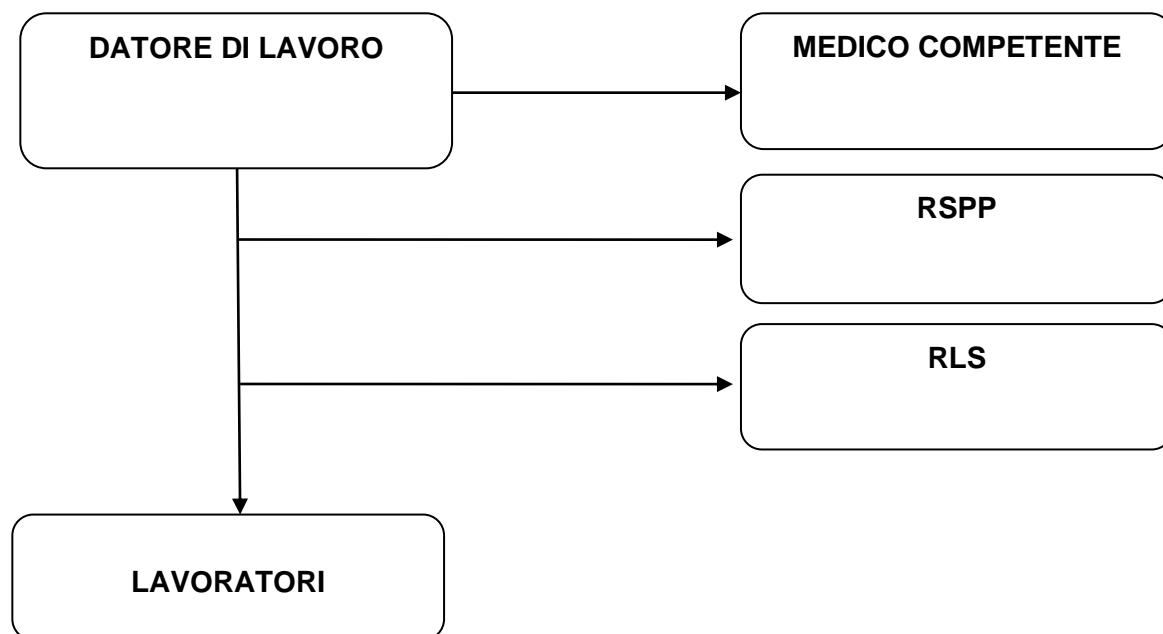 DATORE DI LAVORO
MEDICO COMPETENTE
RSPP
RLS
LAVORATORI